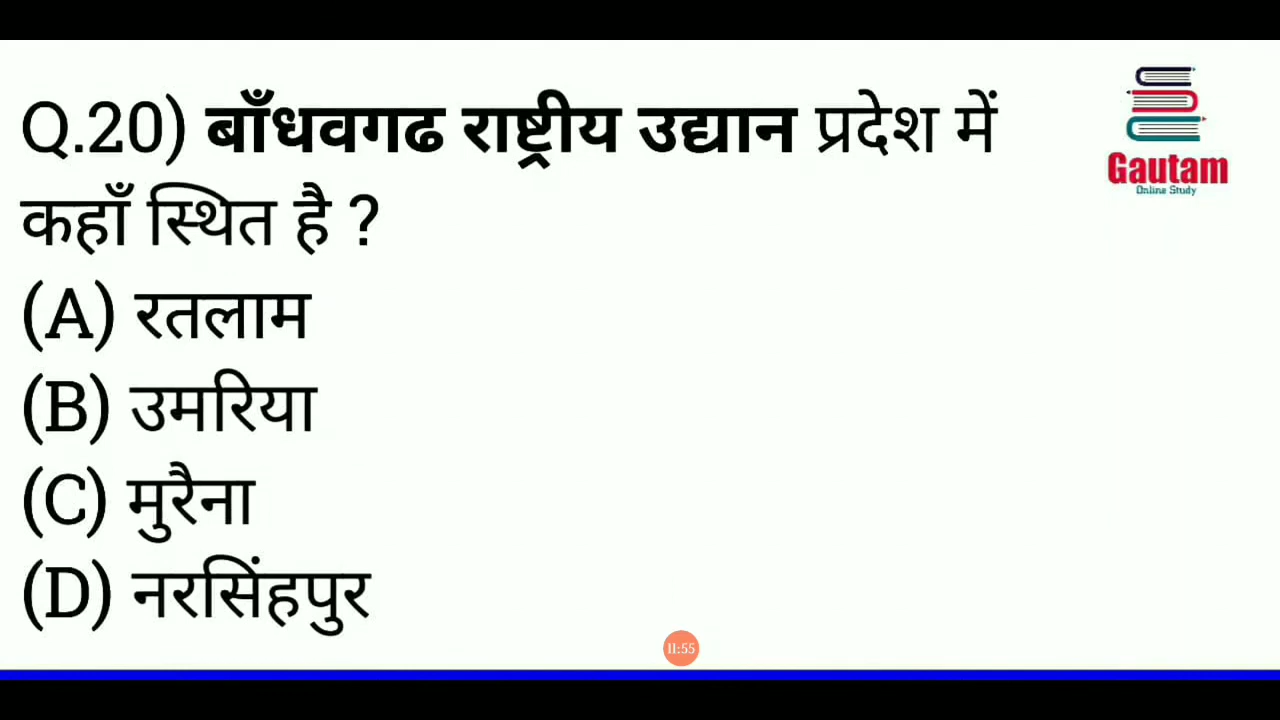 Q.20) बाँधवगढ राष्ट्रीय उद्यान प्रदेश में
कहाँ स्थित है ?
(A) रतलाम
(B) उमरिया
(C) मुरैना
(D) नरसिंहपुर
Gautam
Online Study
11:55